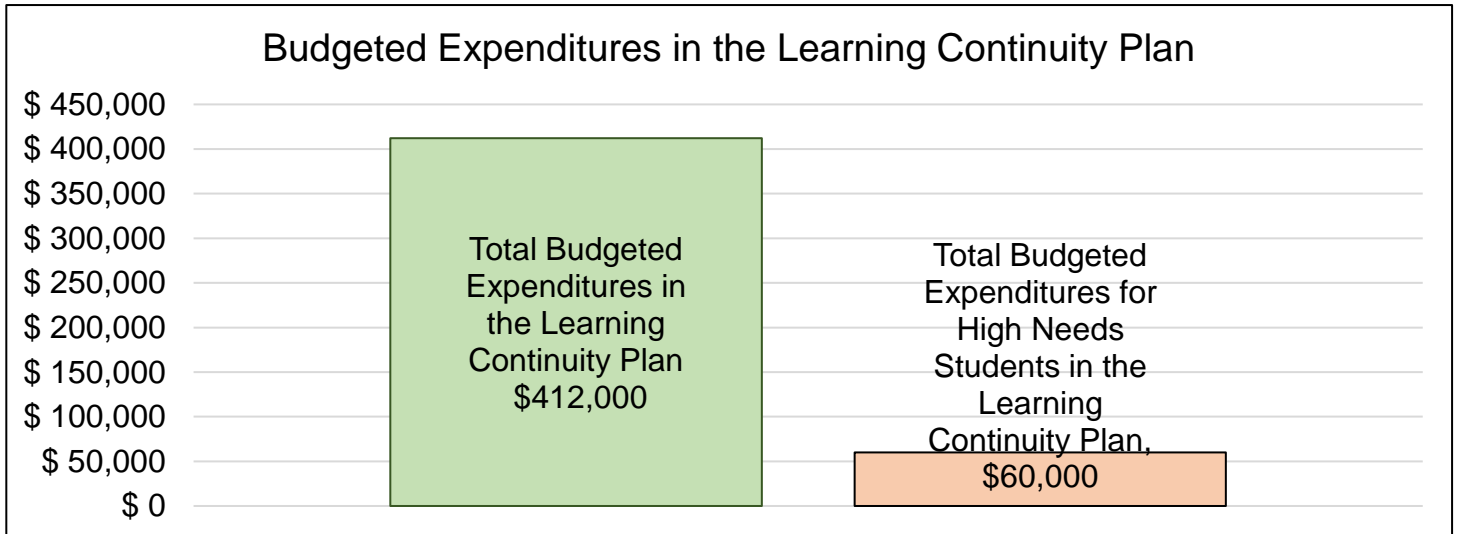 Budgeted Expenditures in the Learning Continuity Plan
$ 450,000
$ 400,000
$ 350,000
$ 300,000
$ 250,000
$ 200,000
$ 150,000
$ 100,000
$ 50,000
$ 0
Total Budgeted
Expenditures in
the Learning
Continuity Plan
$412,000
Total Budgeted
Expenditures for
High Needs
Students in the
Learning
Continuity Plan,
$60,000